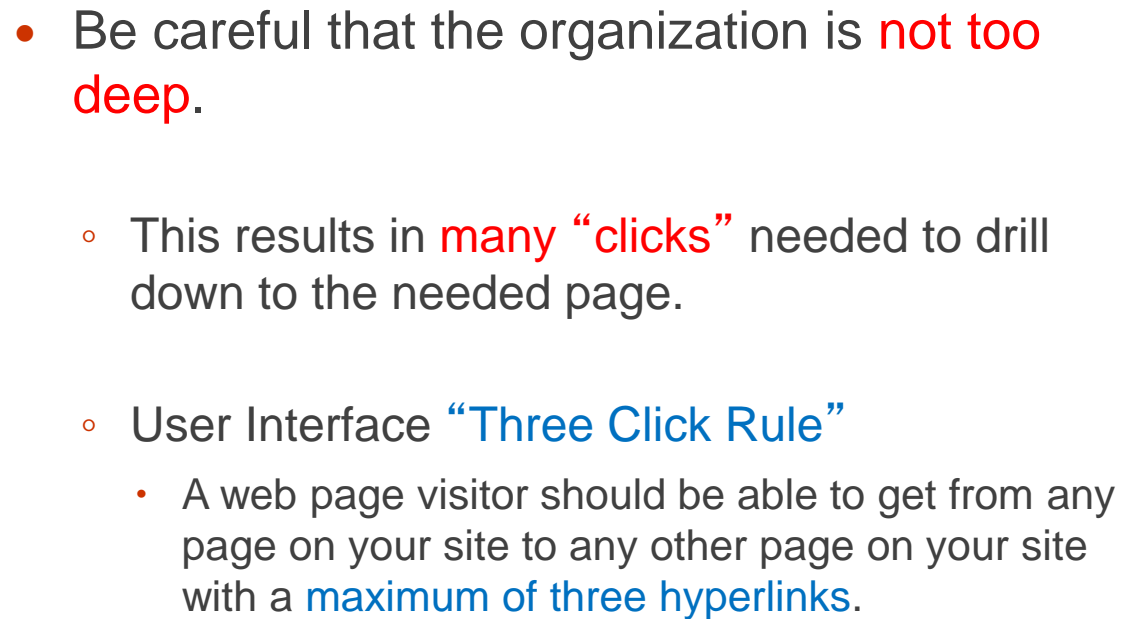 • Be careful that the organization is not too
deep.
◦ This results in many “clicks” needed to drill
down to the needed page.
◦ User Interface “Three Click Rule”
• A web page visitor should be able to get from any
page on your site to any other page on your site
with a maximum of three hyperlinks.